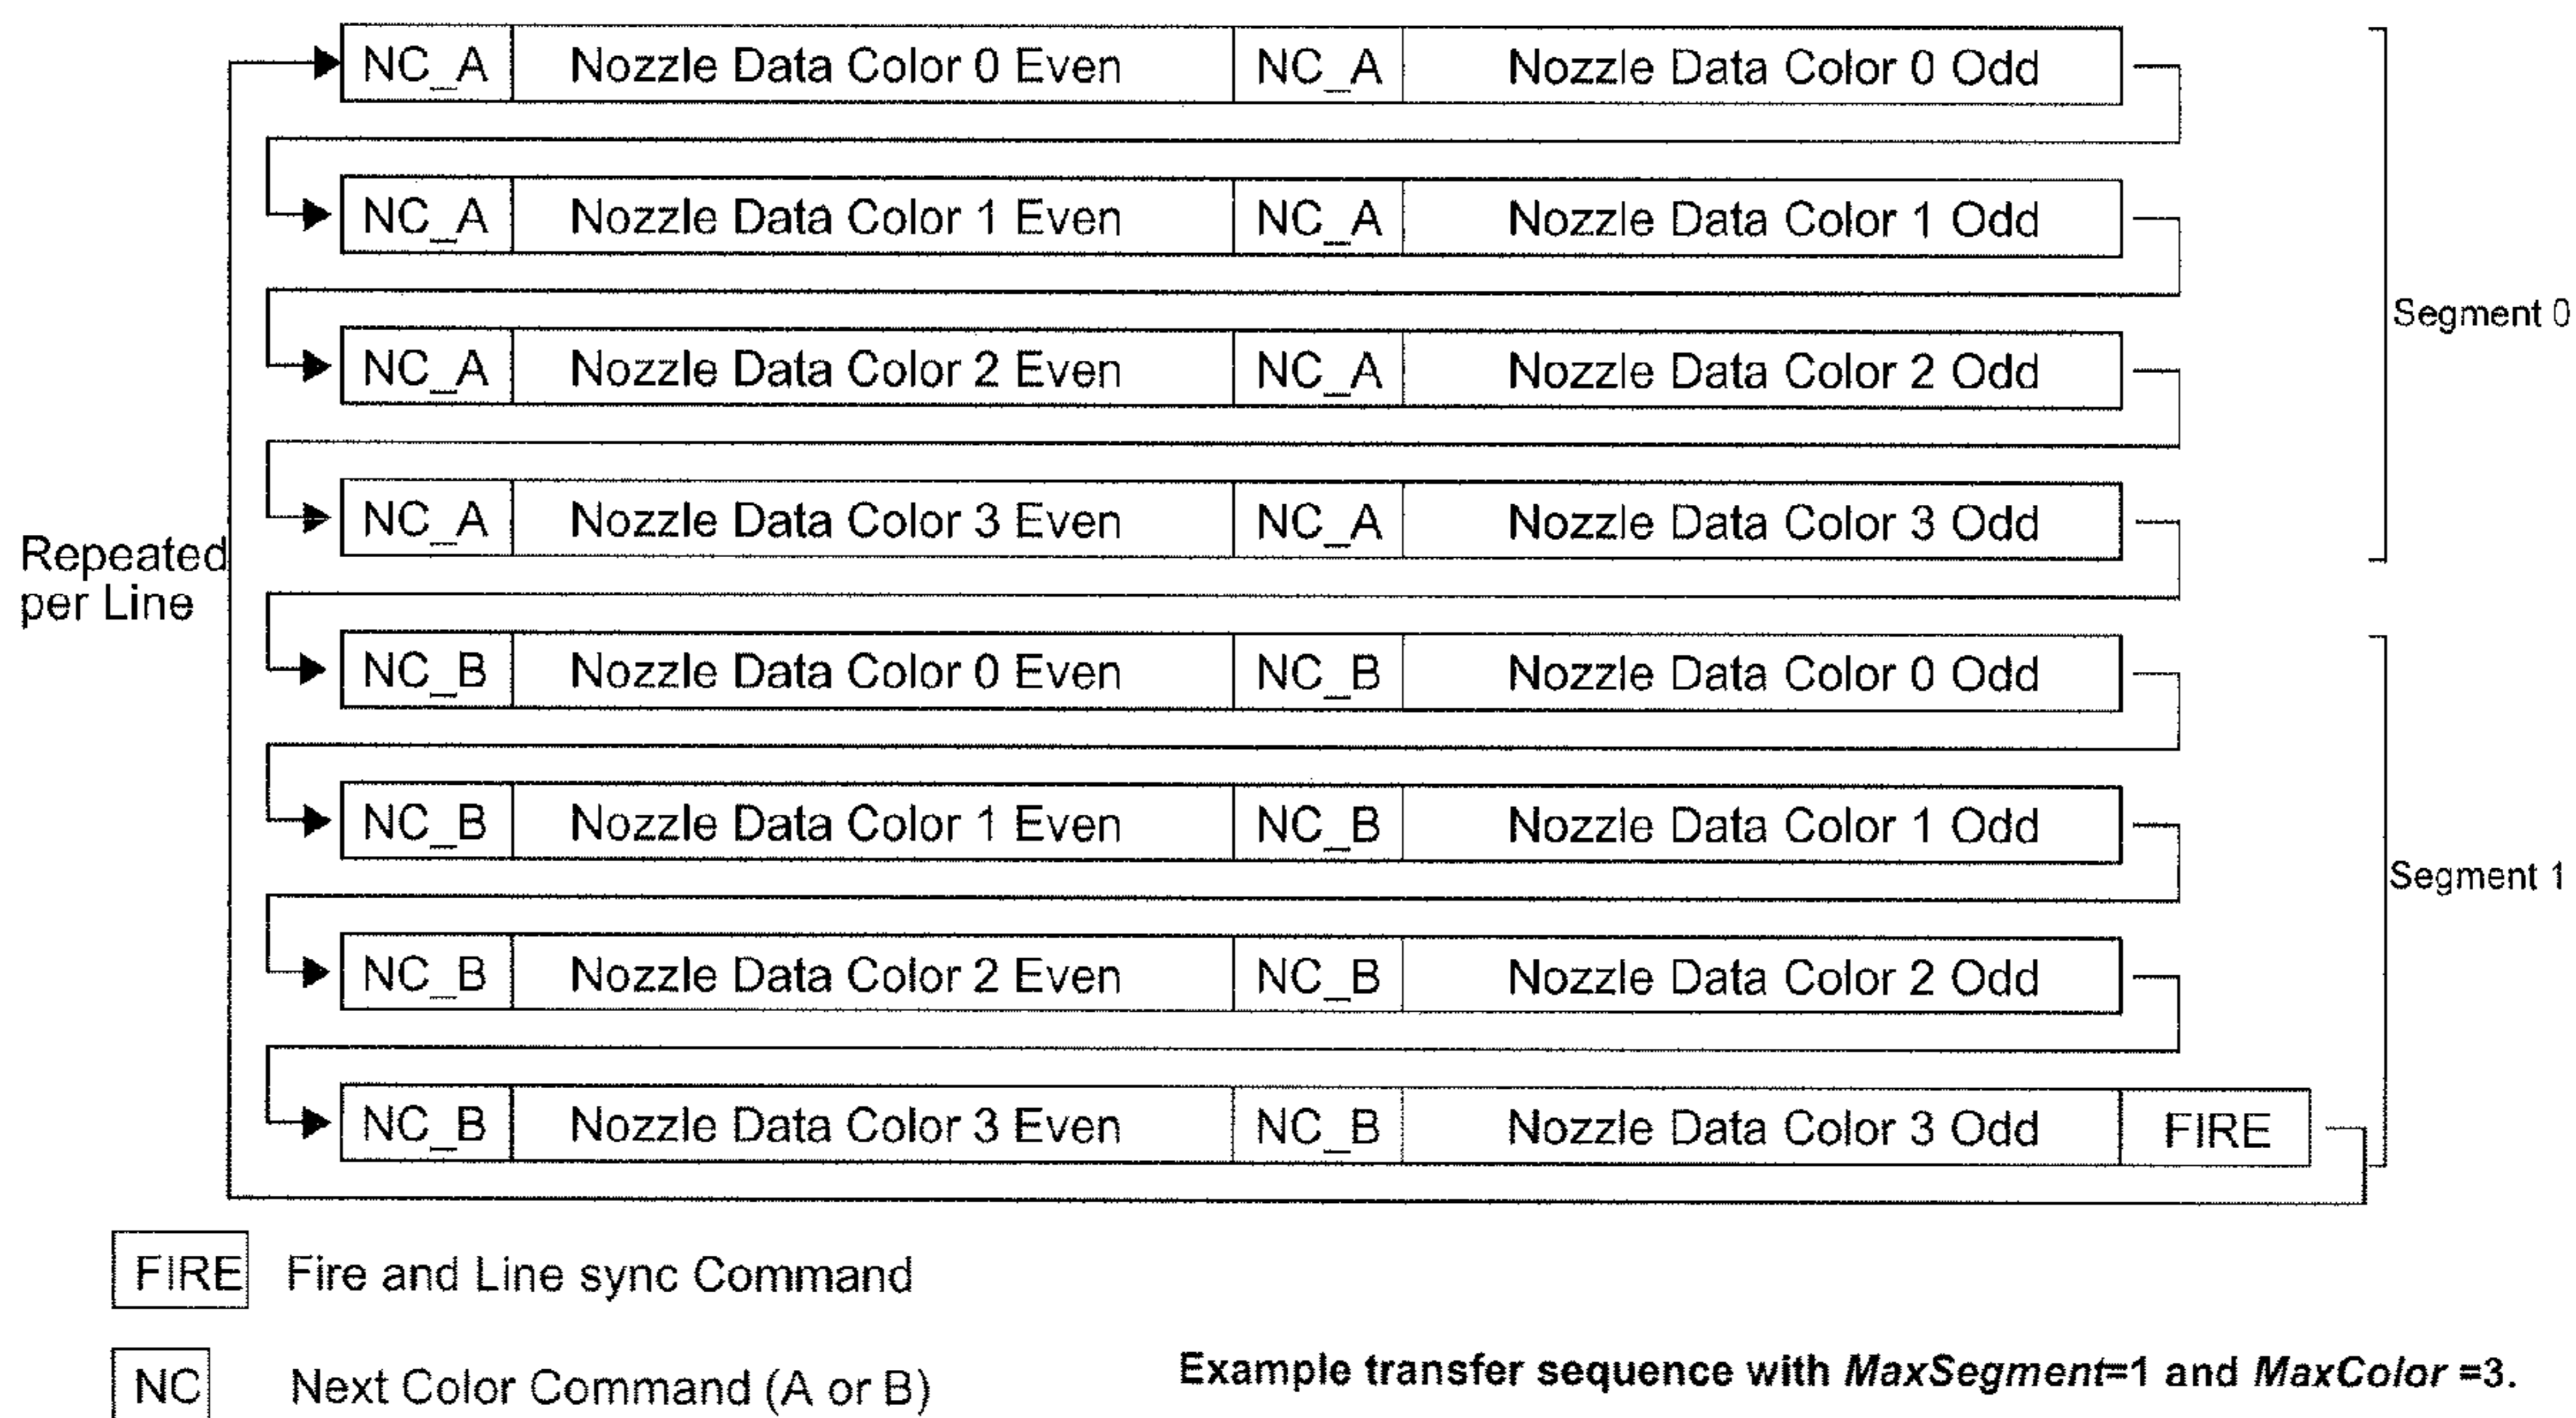 NC_A Nozzle Data Color 0 Even NC_A Nozzle Data Color 0 Odd
NC_A Nozzle Data Color 1 Even NC_A Nozzle Data Color 1 Odd
Segment 0
NC_A Nozzle Data Color 2 Even NC_A Nozzle Data Color 2 Odd
NC_A Nozzle Data Color 3 Even NC_A Nozzle Data Color 3 Odd
Repeated
per Line
NC_B Nozzle Data Color 0 Even NC_B Nozzle Data Color 0 Odd
NC_B Nozzle Data Color 1 Even NC_B Nozzle Data Color 1 Odd
Segment 1
NC_B Nozzle Data Color 2 Even NC_B Nozzle Data Color 2 Odd
NC_B Nozzle Data Color 3 Even NC_B Nozzle Data Color 3 Odd FIRE
FIRE Fire and Line sync Command
NC Next Color Command (A or B)
Example transfer sequence with MaxSegment=1 and MaxColor =3.